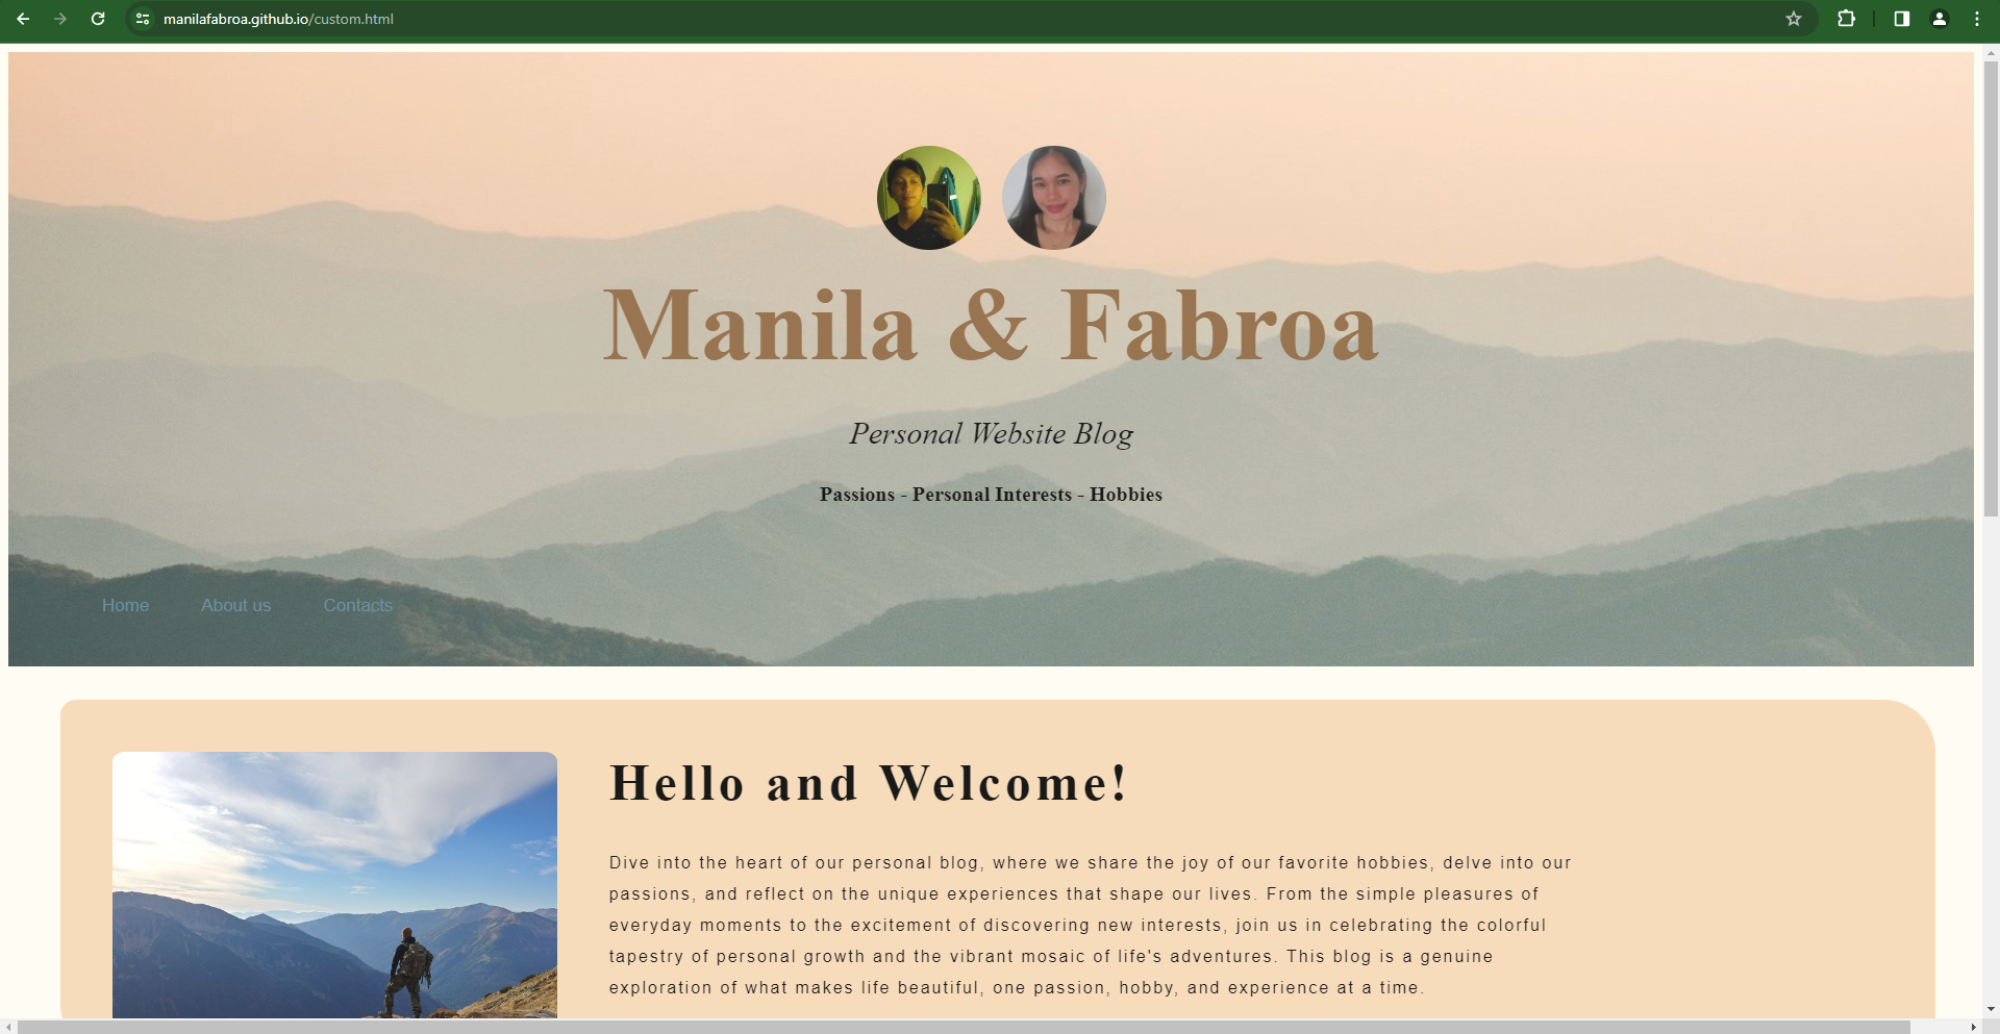 manilafabroa.github.io/custom.html
Manila & Fabroa
Personal Website Blog
Passions - Personal Interests - Hobbies
Home About us Contacts
Hello and Welcome!
Dive into the heart of our personal blog, where we share the joy of our favorite hobbies, delve into our
passions, and reflect on the unique experiences that shape our lives. From the simple pleasures of
everyday moments to the excitement of discovering new interests, join us in celebrating the colorful
tapestry of personal growth and the vibrant mosaic of life's adventures. This blog is a genuine
exploration of what makes life beautiful, one passion, hobby, and experience at a time.